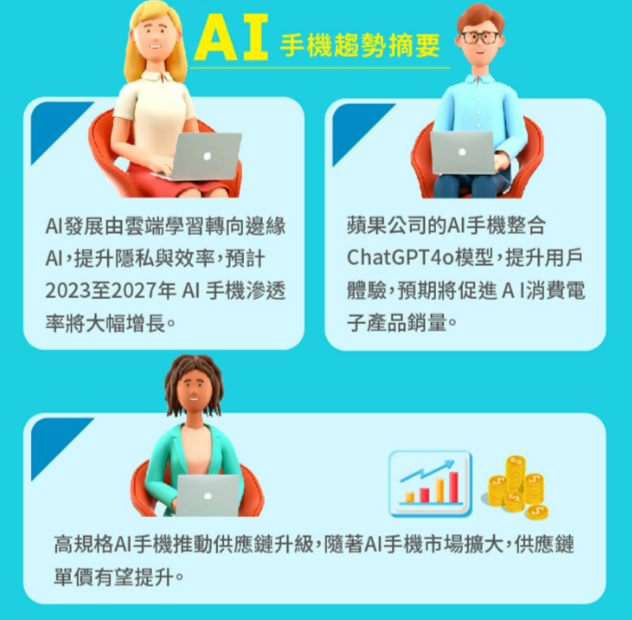 AI 手機趨勢摘要
AI發展由雲端學習轉向邊緣
AI，提升隱私與效率，預計
2023至2027年 AI 手機滲透
率將大幅增長。
蘋果公司的AI手機整合
ChatGPT4o模型，提升用戶
體驗，預期將促進 A I消費電
子產品銷量。
高規格AI手機推動供應鏈升級，隨著AI手機市場擴大，供應鏈
單價有望提升。